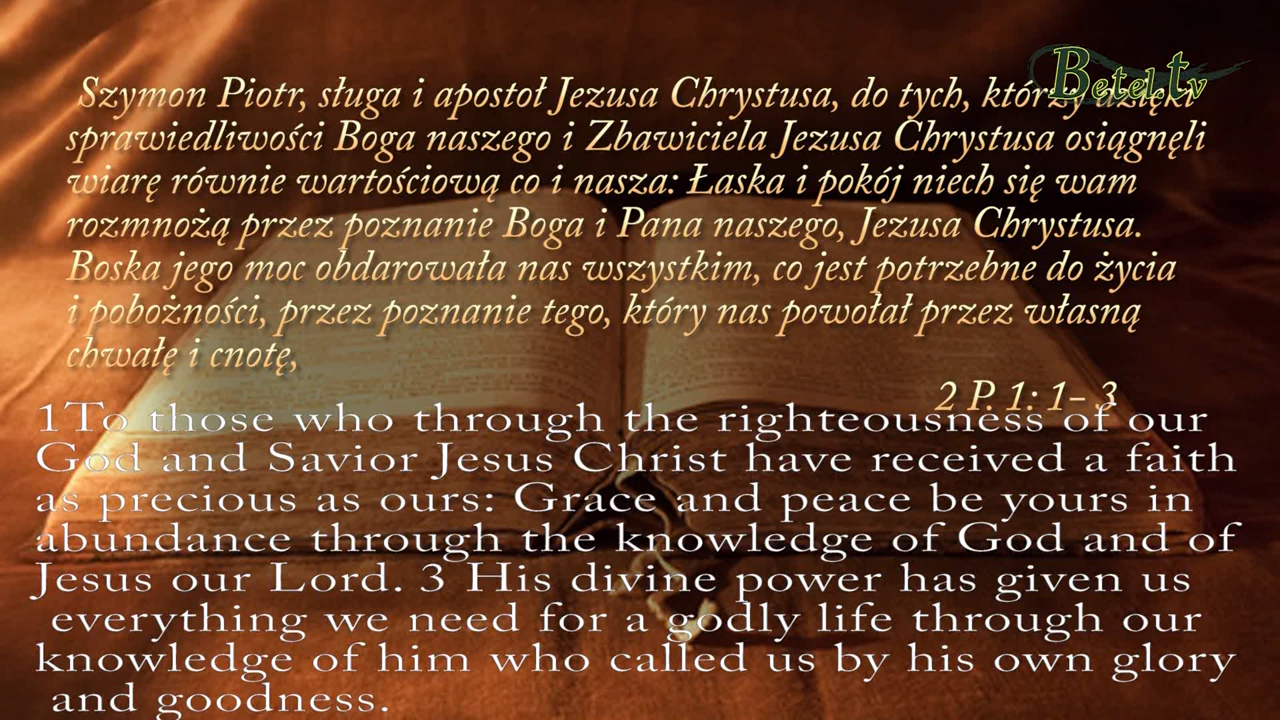 Betel.tv
Szymon Piotr, sługa i apostoł Jezusa Chrystusa, do tych, którzy dzięki
sprawiedliwości Boga naszego i Zbawiciela Jezusa Chrystusa osiągnęli
wiarę równie wartościową co i nasza: Łaska i pokój niech się wam
rozmnożą przez poznanie Boga i Pana naszego, Jezusa Chrystusa.
Boska jego moc obdarowała nas wszystkim, co jest potrzebne do życia
i pobożności, przez poznanie tego, który nas powołał przez własną
chwałę i cnotę,
2 P. 1: 1- 3
1To those who through the righteousness of our
God and Savior Jesus Christ have received a faith
as precious as ours: Grace and peace be yours in
abundance through the knowledge of God and of
Jesus our Lord. 3 His divine power has given us
everything we need for a godly life through our
knowledge of him who called us by his own glory
and goodness.